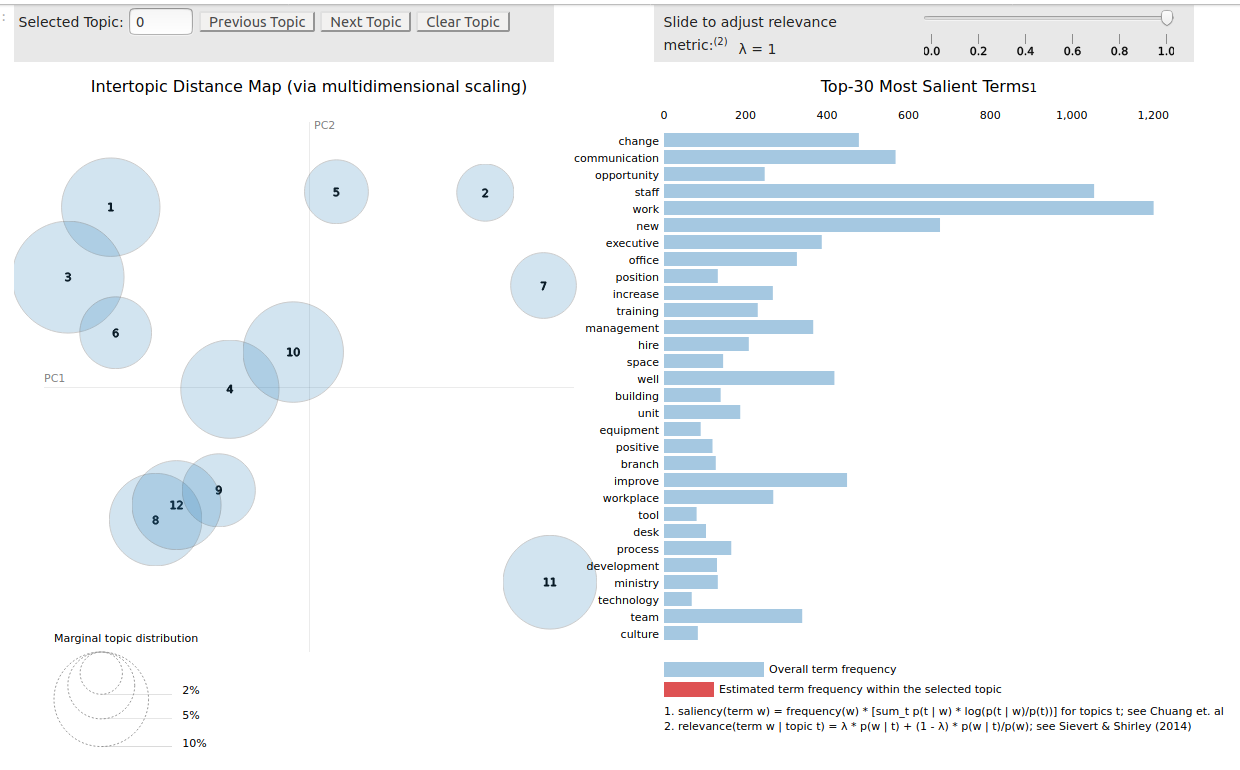 Selected Topic: 0 Previous Topic Next Topic Clear Topic
Slide to adjust relevance
metric:(2) λ = 1
0.0 0.2 0.4 0.6 0.8 1.0
Intertopic Distance Map (via multidimensional scaling)
PC2
PC1
1
5
2
3
7
6
10
4
9
12
8
11
Marginal topic distribution
2%
5%
10%
Top-30 Most Salient Terms1
0 200 400 600 800 1,000 1,200
change
communication
opportunity
staff
work
new
executive
office
position
increase
training
management
hire
space
well
building
unit
equipment
positive
branch
improve
workplace
tool
desk
process
development
ministry
technology
team
culture
Overall term frequency
Estimated term frequency within the selected topic
1. saliency(term w) = frequency(w) * [sum_t p(t | w) * log(p(t | w)/p(t))] for topics t; see Chuang et. al
2. relevance(term w | topic t) = λ * p(w | t) + (1 - λ) * p(w | t)/p(w); see Sievert & Shirley (2014)